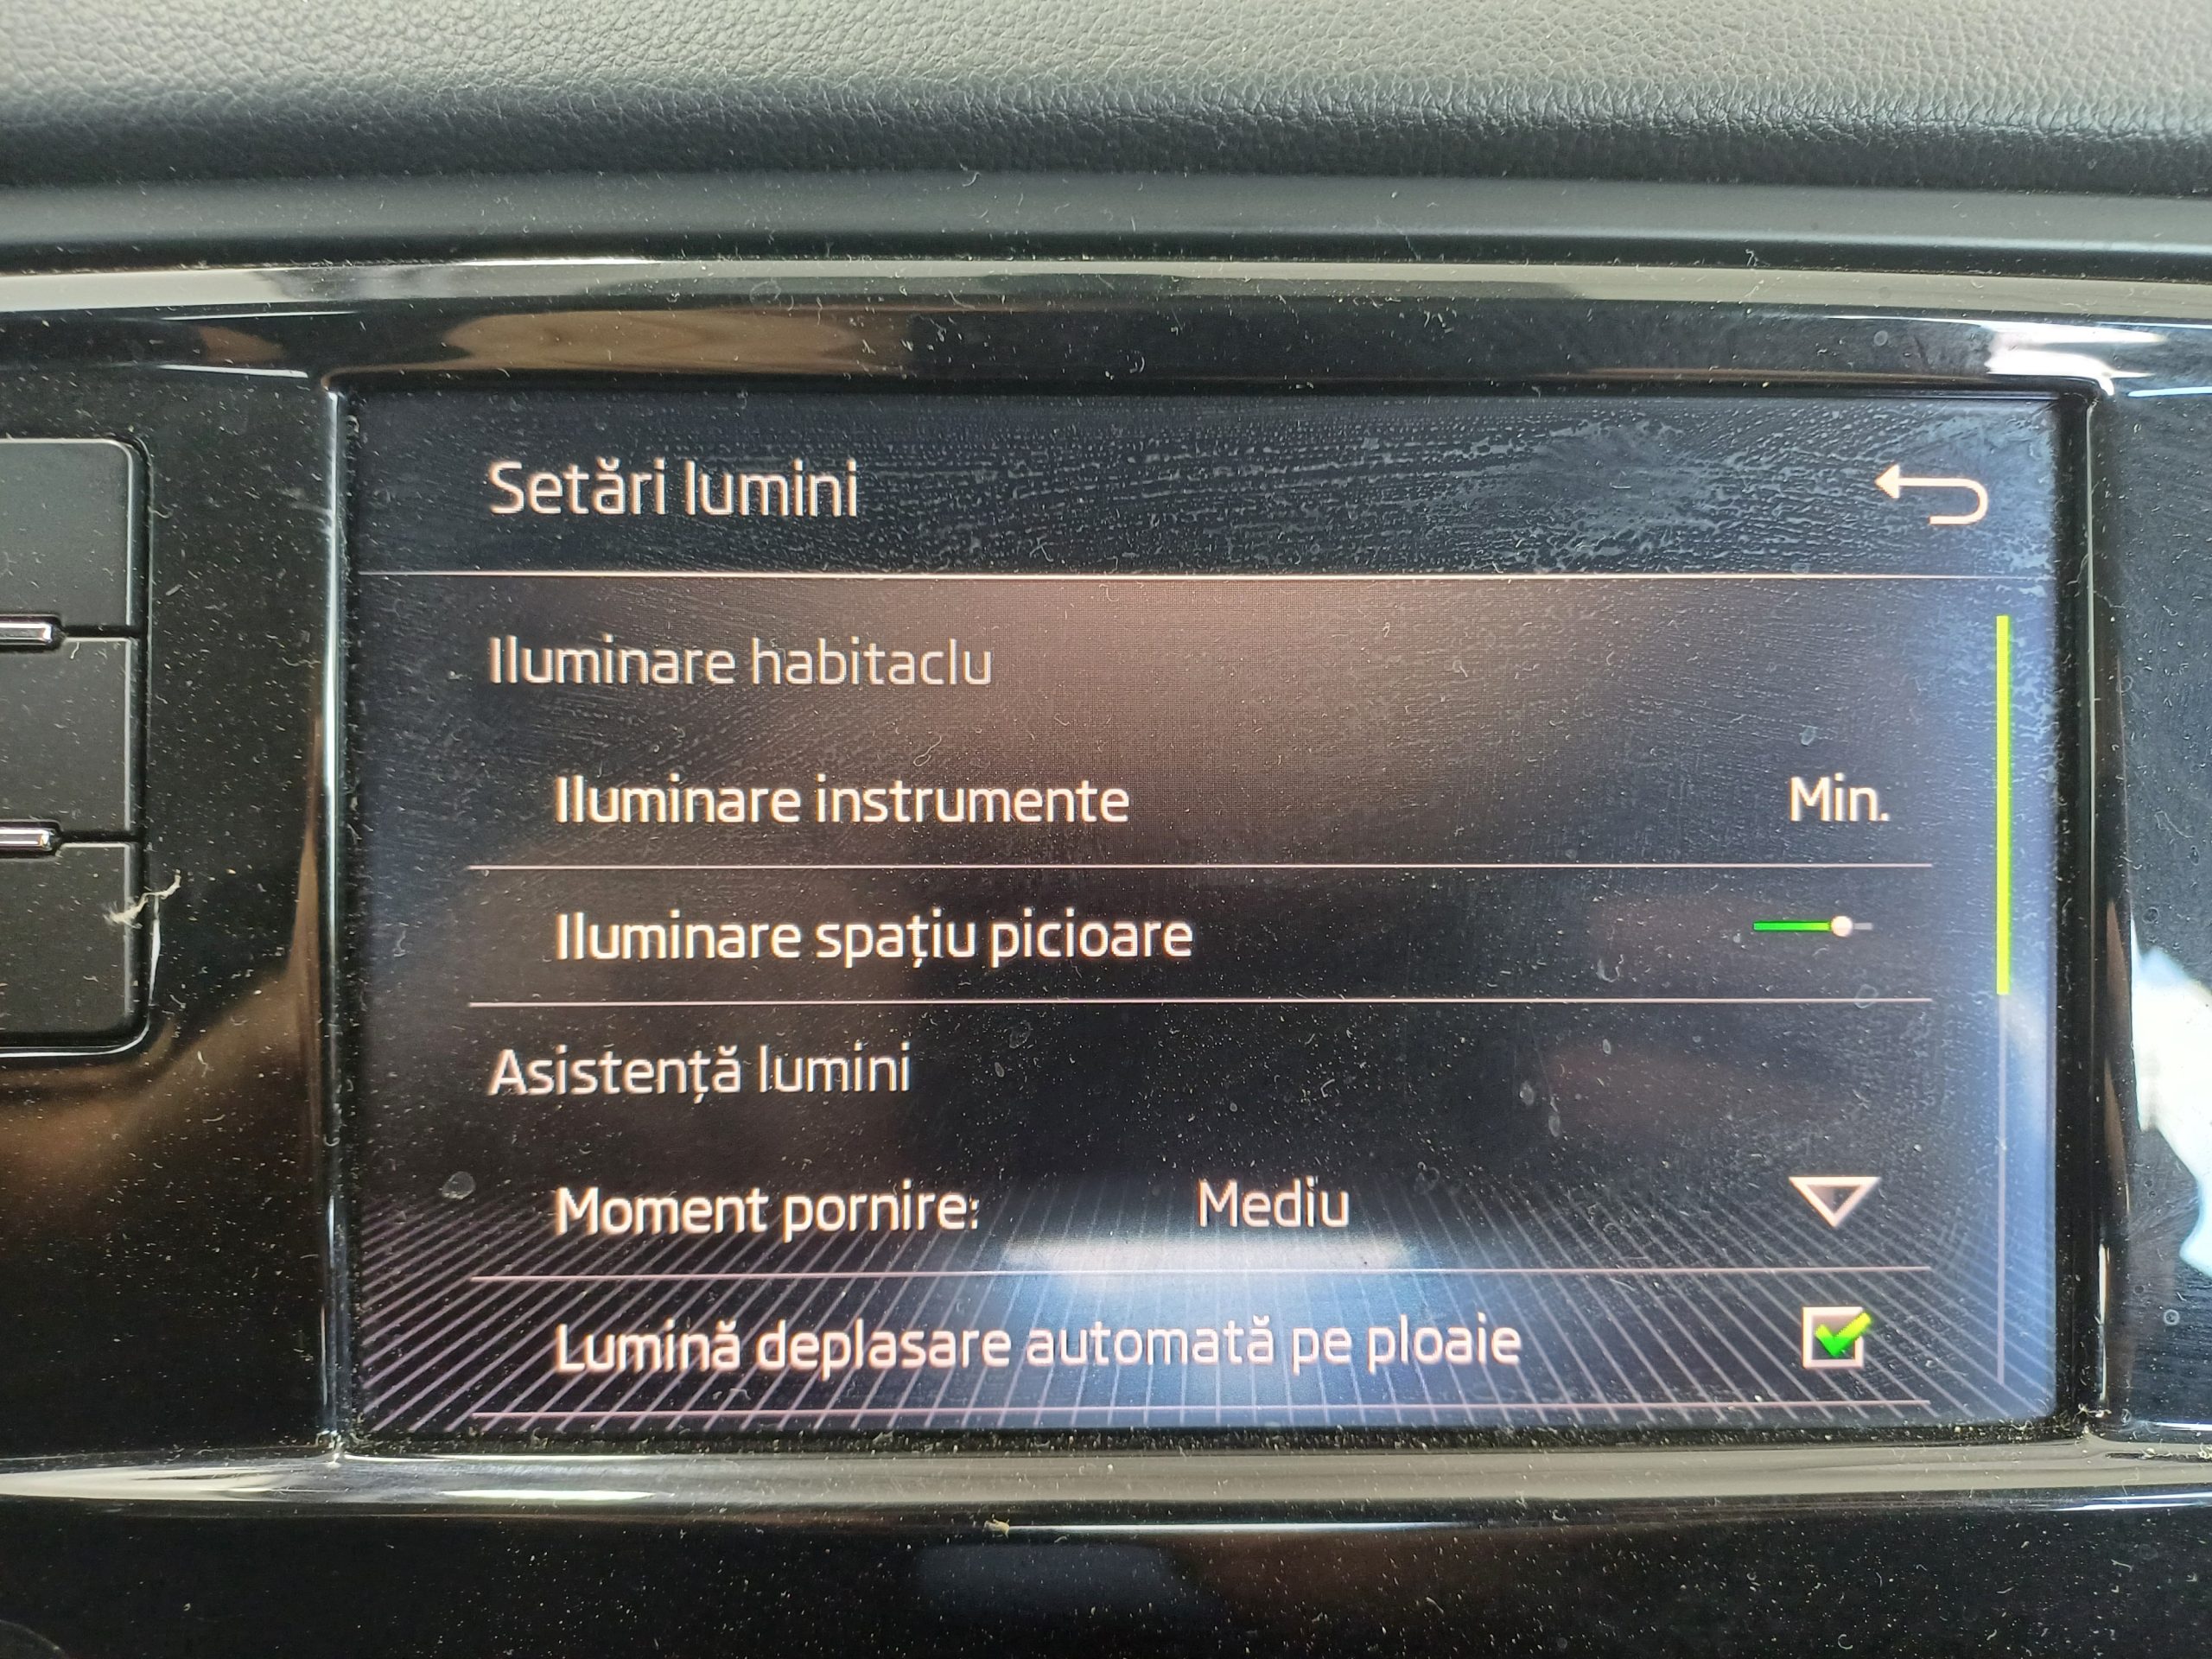 Setări lumini
Iluminare habitaclu
Iluminare instrumente Min.
Iluminare spațiu picioare
Asistență lumini
Moment pornire: Mediu
Lumină deplasare automată pe ploaie